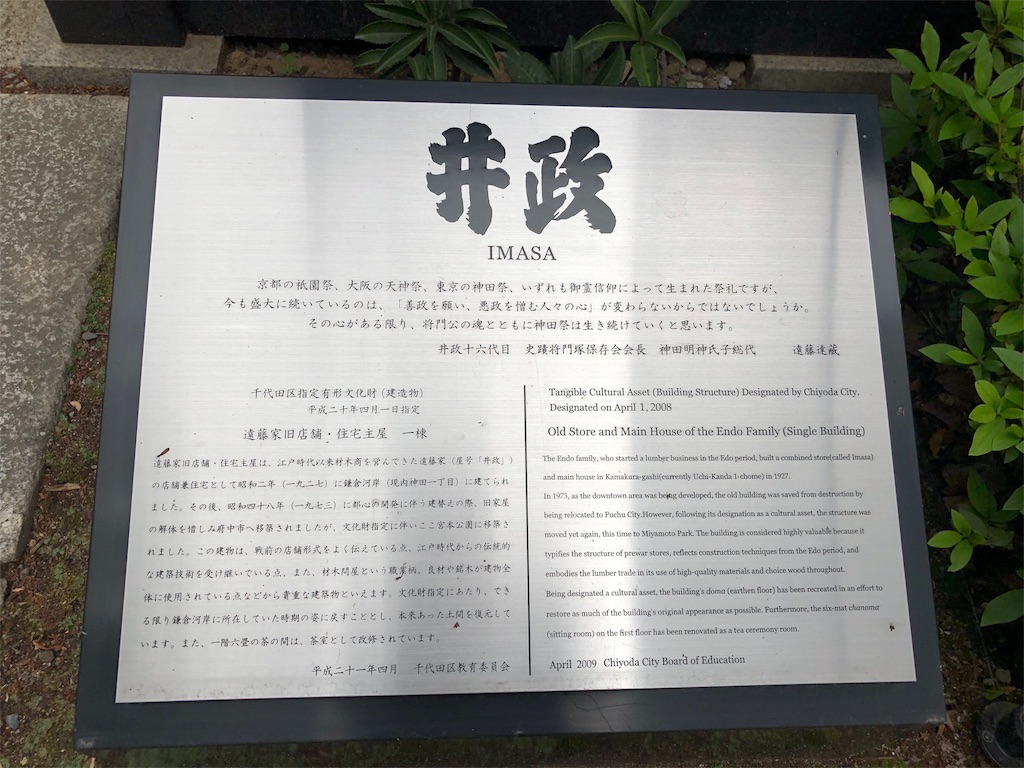 井政
IMASA
京都の祇園祭、大阪の天神祭、東京の神田祭、いずれも御霊信仰によって生まれた祭礼ですが、
今も盛大に続いているのは、「善政を願い、悪政を憎む人々の心」が変わらないからではないでしょうか。
その心がある限り、将門公の魂とともに神田祭は生き続けていくと思います。
井政十六代目 史蹟将門塚保存会会長 神田明神氏子総代 遠藤達蔵
千代田区指定有形文化財(建造物)
平成二十年四月一日指定
遠藤家旧店舗・住宅主屋 一棟
遠藤家旧店舗・住宅主屋は、江戸時代以来材木商を営んできた遠藤家(屋号「井政」)
の店舗兼住宅として昭和二年(一九二七)に鎌倉河岸(現内神田一丁目)に建てられ
ました。その後、昭和四十八年(一九七三)に都心の開発に伴う建替えの際、旧家屋
の解体を惜しみ府中市へ移築されましたが、文化財指定に伴いここ宮本公園に移築さ
れました。この建物は、戦前の店舗形式をよく伝えている点、江戸時代からの伝統的
な建築技術を受け継いでいる点、また、材木問屋という職業柄、良材や銘木が建物全
体に使用されている点などから貴重な建築物といえます。文化財指定にあたり、でき
る限り鎌倉河岸に所在していた時期の姿に戻すこととし、本来あった土間を復元して
います。また、一階六畳の茶の間は、茶室として改修されています。
平成二十一年四月 千代田区教育委員会
Tangible Cultural Asset (Building Structure) Designated by Chiyoda City.
Designated on April 1, 2008
Old Store and Main House of the Endo Family (Single Building)
The Endo family, who started a lumber business in the Edo period, built a combined store(called Imasa)
and main house in Kamakura-gashi(currently Uchi-Kanda 1-chome) in 1927.
In 1973, as the downtown area was being developed, the old building was saved from destruction by
being relocated to Fuchu City.However, following its designation as a cultural asset, the structure was
moved yet again, this time to Miyamoto Park. The building is considered highly valuable because it
typifies the structure of prewar stores, reflects construction techniques from the Edo period, and
embodies the lumber trade in its use of high-quality materials and choice wood throughout.
Being designated a cultural asset, the building's doma (earthen floor) has been recreated in an effort to
restore as much of the building's original appearance as possible. Furthermore, the six-mat chanoma
(sitting room) on the first floor has been renovated as a tea ceremony room.
April 2009 Chiyoda City Board of Education